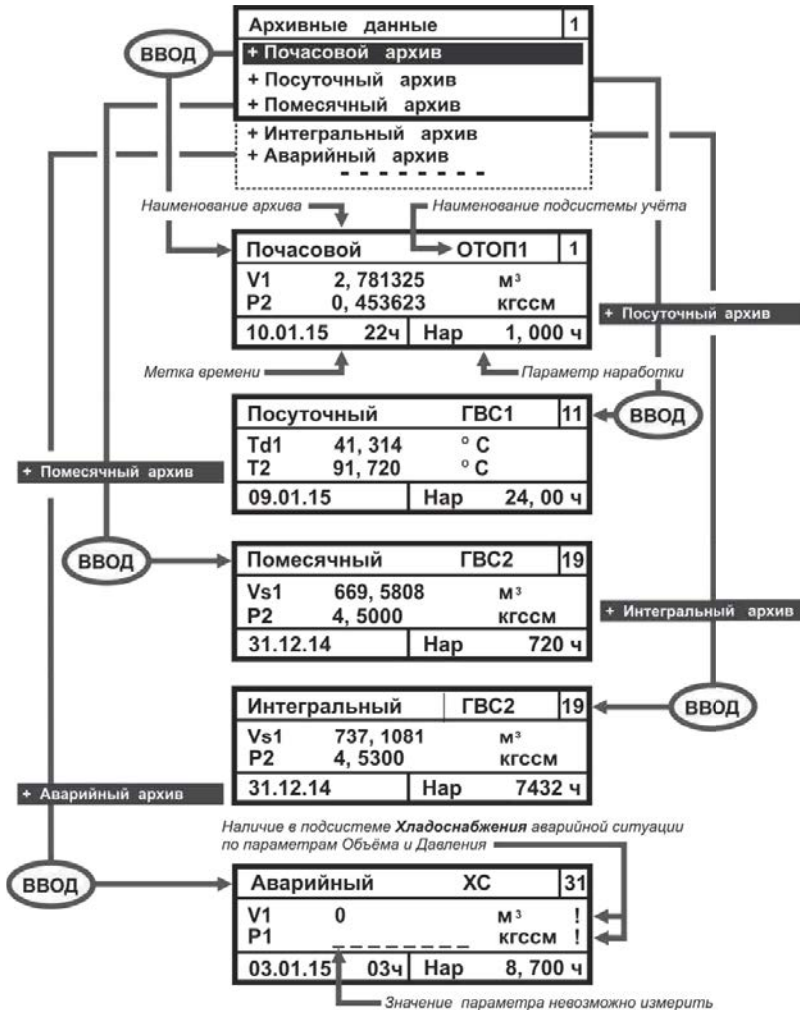 Архивные данные 1
ВВОД
+ Почасовой архив
+ Посуточный архив
+ Помесячный архив
+ Интегральный архив
+ Аварийный архив
Наименование архива
Наименование подсистемы учёта
Почасовой ОТОП1 1
V1 2, 781325 м³
P2 0, 453623 кгссм
10.01.15 22ч Нар 1, 000 ч
+ Посуточный архив
Метка времени
Параметр наработки
Посуточный ГВС1 11
ВВОД
Td1 41, 314 ° C
T2 91, 720 ° C
09.01.15 Нар 24, 00 ч
+ Помесячный архив
ВВОД
Помесячный ГВС2 19
Vs1 669, 5808 м³
P2 4, 5000 кгссм
31.12.14 Нар 720 ч
+ Интегральный архив
Интегральный ГВС2 19
ВВОД
Vs1 737, 1081 м³
P2 4, 5300 кгссм
31.12.14 Нар 7432 ч
+ Аварийный архив
Наличие в подсистеме Хладоснабжения аварийной ситуации
по параметрам Объёма и Давления
ВВОД
Аварийный ХС 31
V1 0 м³ !
P1 _ _ _ _ _ _ _ _ кгссм !
03.01.15 03ч Нар 8, 700 ч
Значение параметра невозможно измерить